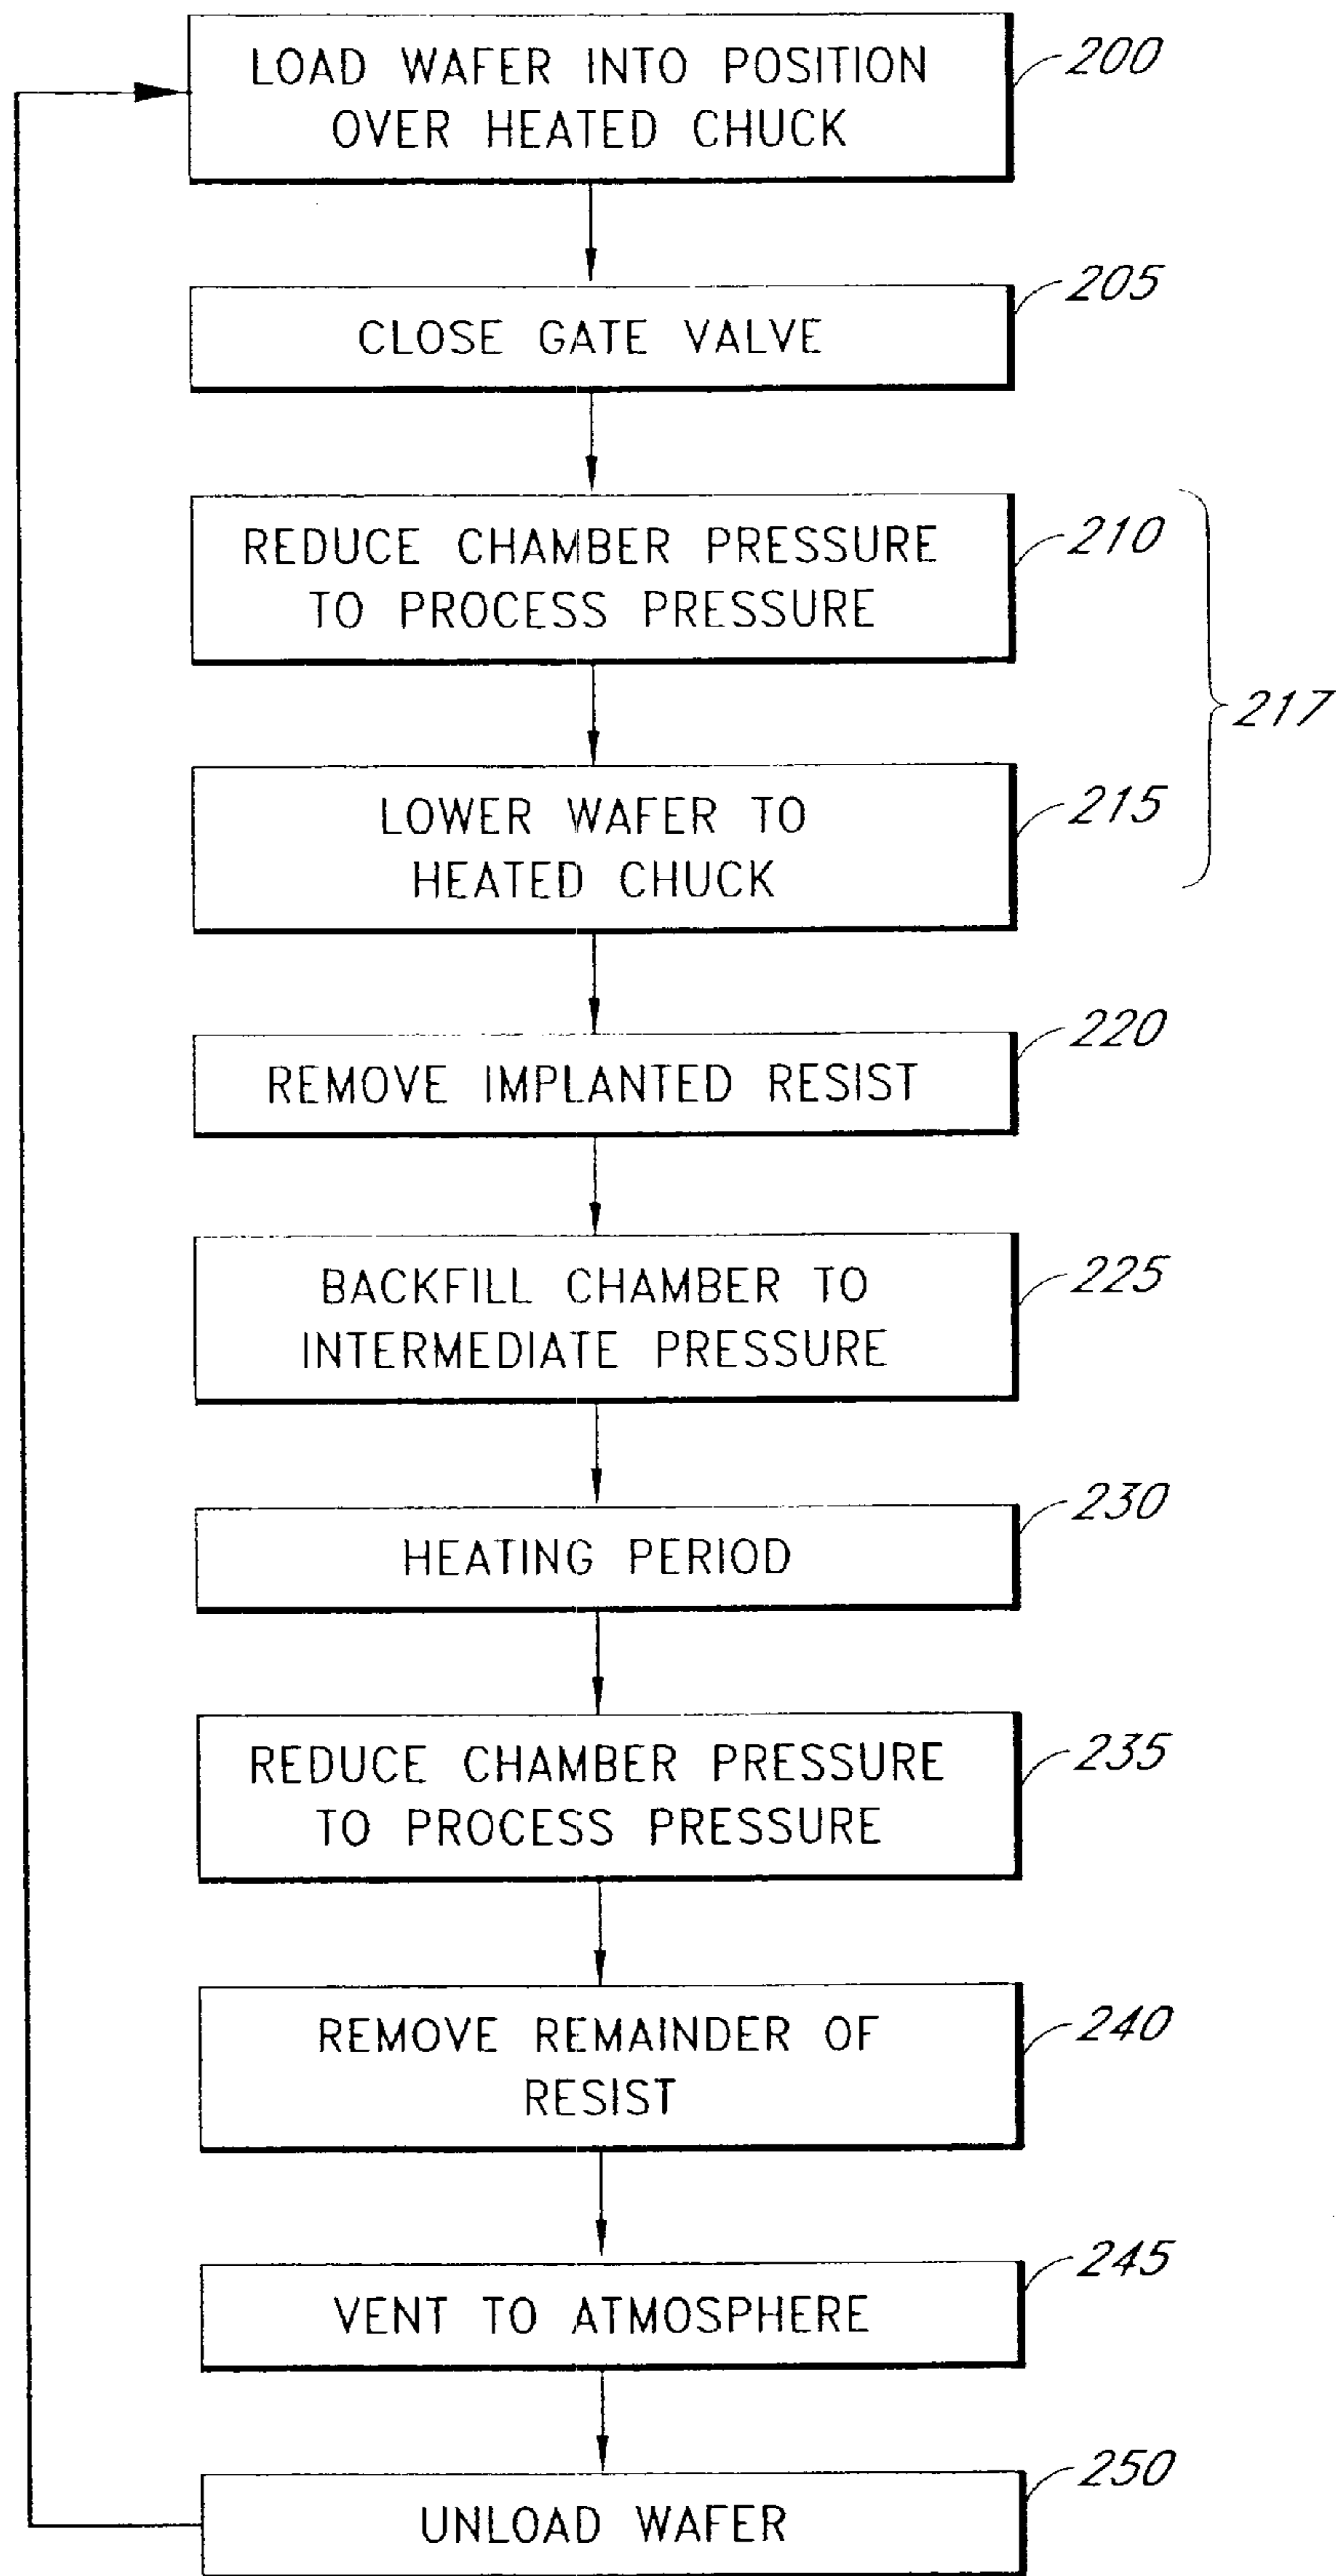 LOAD WAFER INTO POSITION
OVER HEATED CHUCK
200
CLOSE GATE VALVE
205
REDUCE CHAMBER PRESSURE
TO PROCESS PRESSURE
210
217
LOWER WAFER TO
HEATED CHUCK
215
REMOVE IMPLANTED RESIST
220
BACKFILL CHAMBER TO
INTERMEDIATE PRESSURE
225
HEATING PERIOD
230
REDUCE CHAMBER PRESSURE
TO PROCESS PRESSURE
235
REMOVE REMAINDER OF
RESIST
240
VENT TO ATMOSPHERE
245
UNLOAD WAFER
250